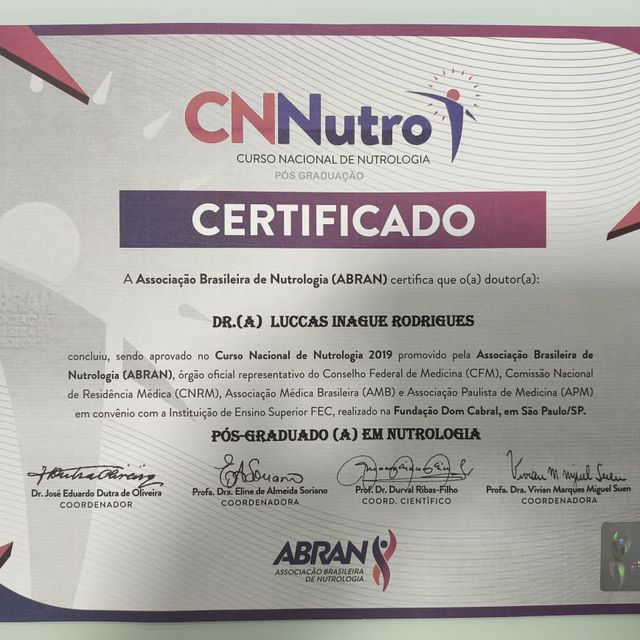 CNNutro
CURSO NACIONAL DE NUTROLOGIA
PÓS GRADUAÇÃO
CERTIFICADO
A Associação Brasileira de Nutrologia (ABRAN) certifica que o(a) doutor(a):
DR.(A) LUCCAS INAGUE RODRIGUES
concluiu, sendo aprovado no Curso Nacional de Nutrologia 2019 promovido pela Associação Brasileira de
Nutrologia (ABRAN), órgão oficial representativo do Conselho Federal de Medicina (CFM), Comissão Nacional
de Residência Médica (CNRM), Associação Médica Brasileira (AMB) e Associação Paulista de Medicina (APM)
em convênio com a Instituição de Ensino Superior FEC, realizado na Fundação Dom Cabral, em São Paulo/SP.
PÓS-GRADUADO (A) EM NUTROLOGIA
Dr. José Eduardo Dutra de Oliveira
COORDENADOR
Profa. Dra. Eline de Almeida Soriano
COORDENADORA
Prof. Dr. Durval Ribas-Filho
COORD. CIENTÍFICO
Vivian M Miguel Suen
Profa. Dra. Vivian Marques Miguel Suen
COORDENADORA
ABRAN
ASSOCIAÇÃO BRASILEIRA
DE NUTROLOGIA